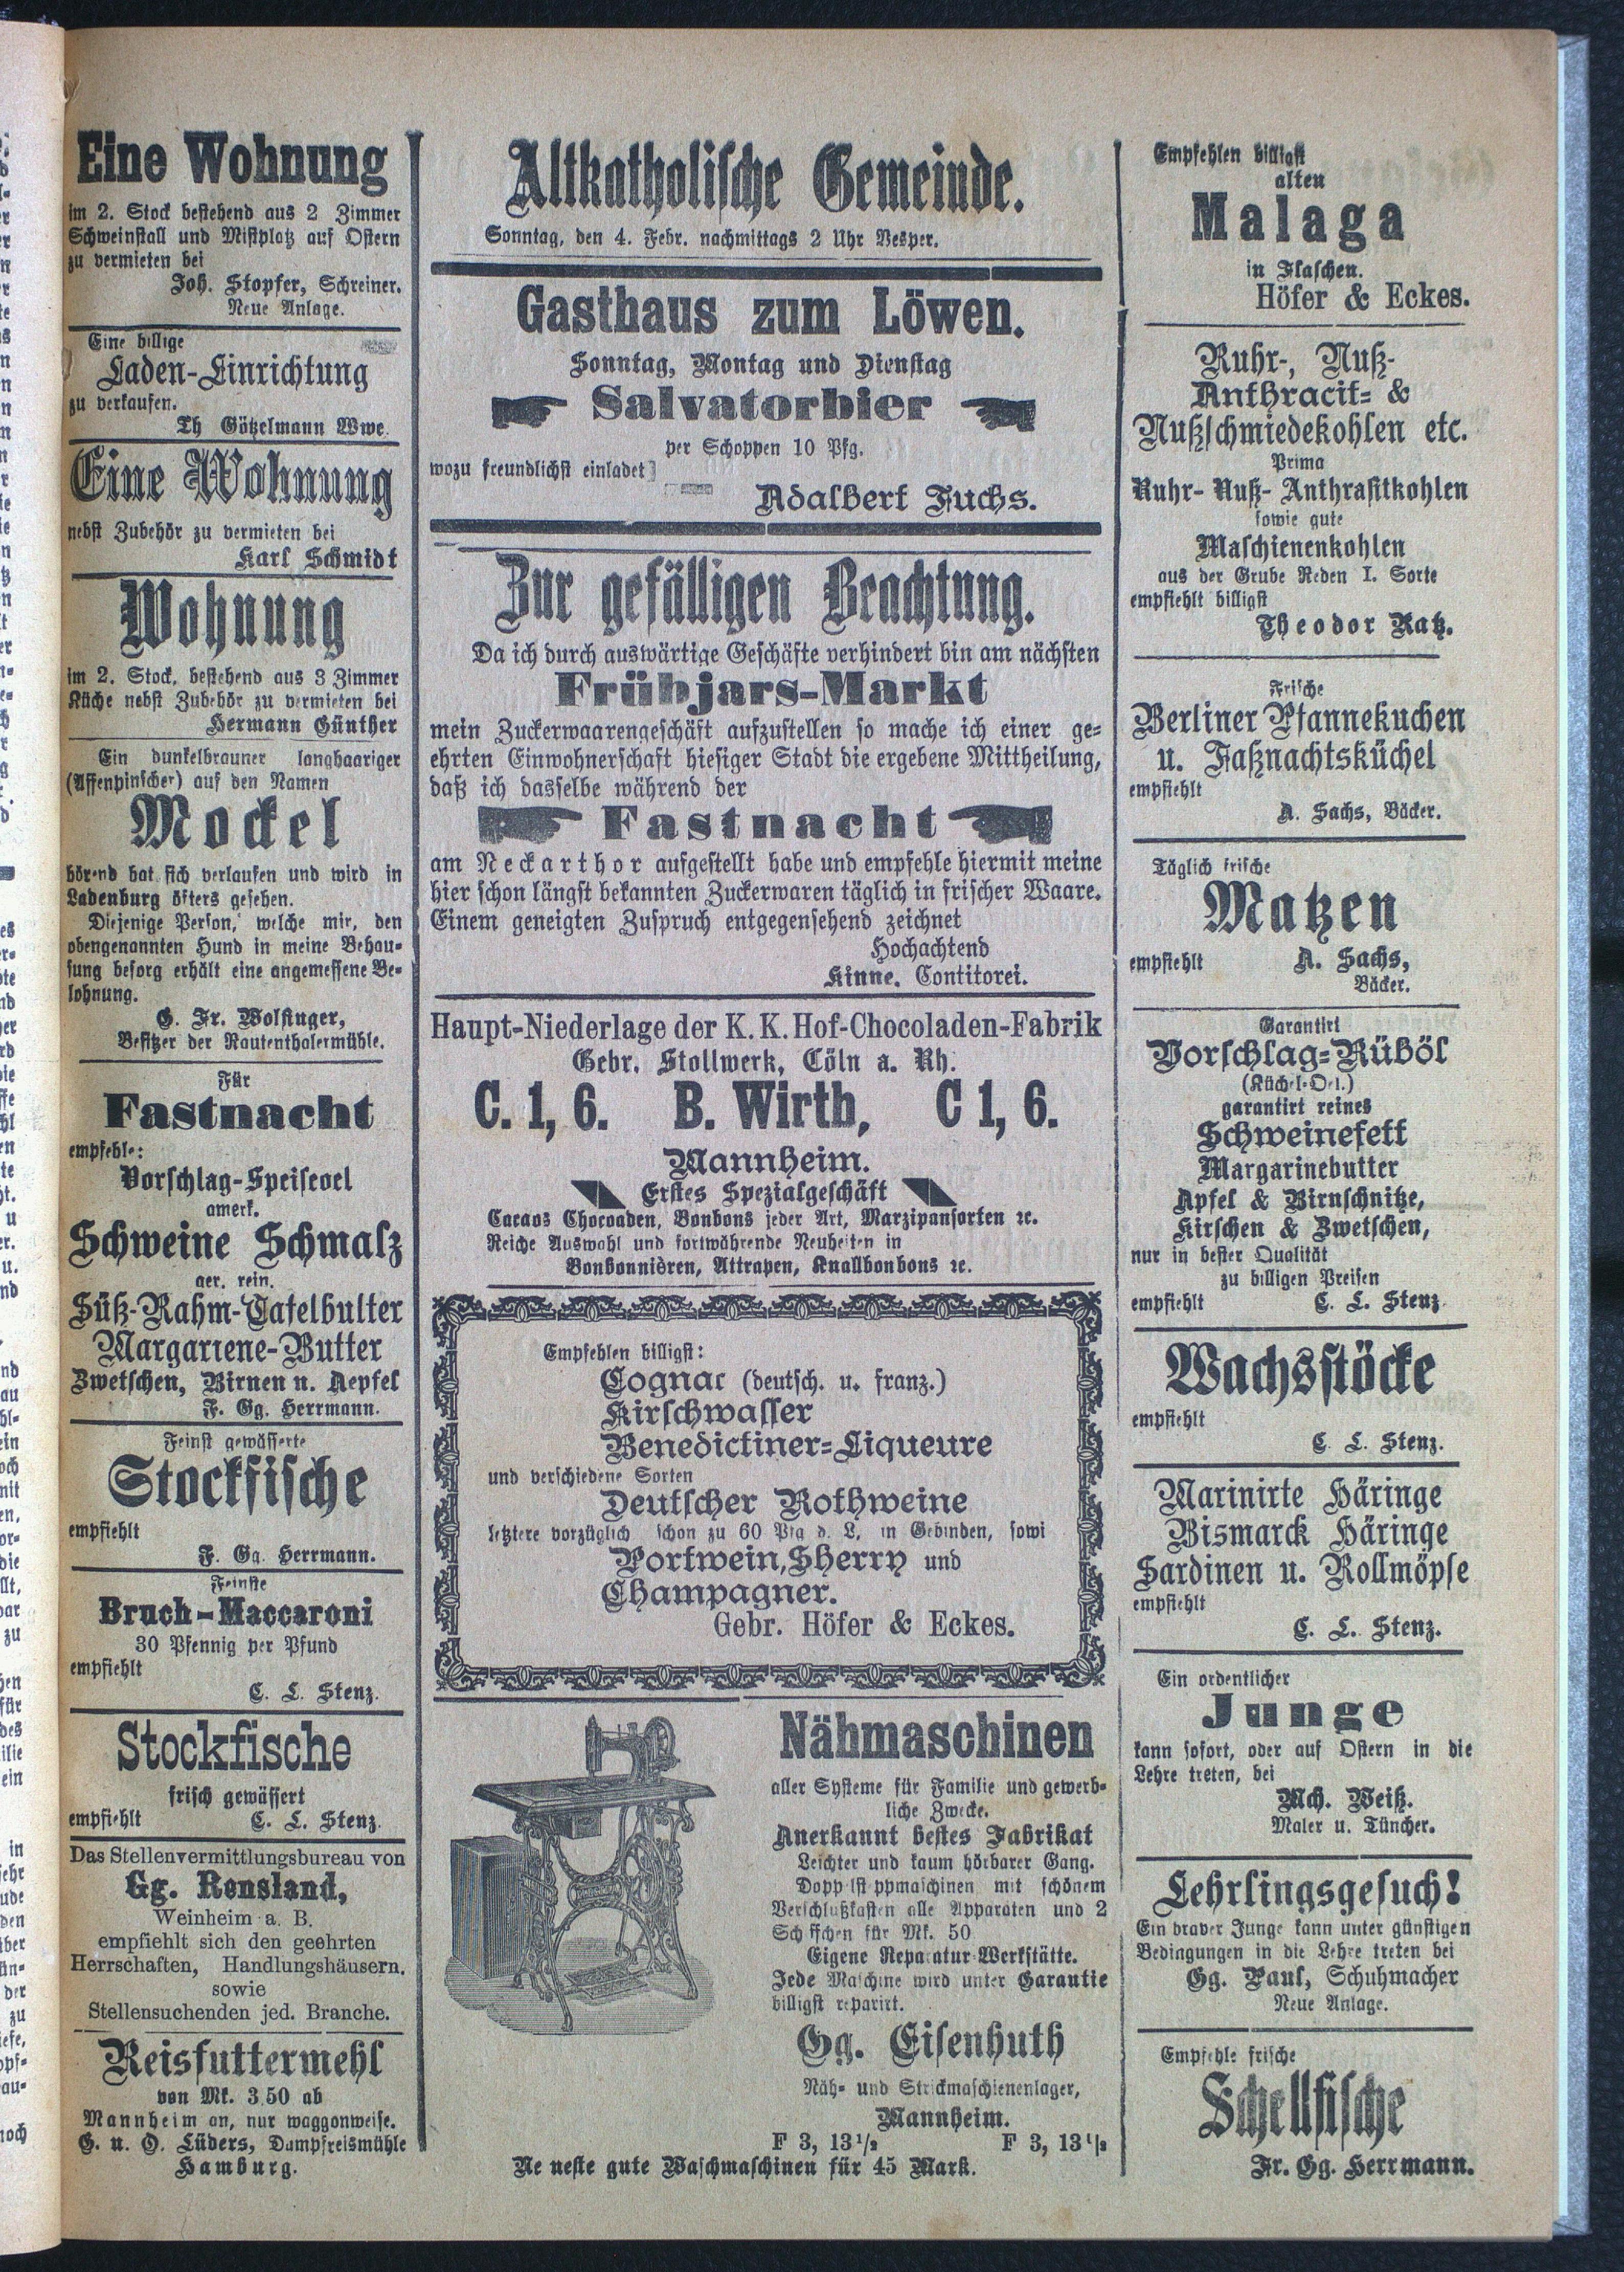 Eine Wohnung
im 2. Stock bestehend aus 2 Zimmer
Schweinstall und Mistplatz auf Ostern
zu vermieten bei
Joh. Stopfer, Schreiner.
Neue Anlage.
Eine billige
Laden-Einrichtung
zu verkaufen.
Th Götzelmann Wwe.
Eine Wohnung
nebst Zubehör zu vermieten bei
Karl Schmidt
Wohnung
im 2. Stock, bestehend aus 3 Zimmer
Küche nebst Zubehör zu vermieten bei
Hermann Günther
Ein dunkelbrauner langhaariger
(Affenpinscher) auf den Namen
Mockel
hörend hat sich verlaufen und wird in
Ladenburg öfters gesehen.
Diejenige Person, welche mir, den
obengenannten Hund in meine Behau-
sung besorg erhält eine angemessene Be-
lohnung.
G. Fr. Wolfinger,
Besitzer der Rautenthalermühle.
Für
Fastnacht
empfehle:
Vorschlag-Speiseoel
amerk.
Schweine Schmalz
aer. rein.
Süß-Rahm-Tafelbutter
Margariene-Butter
Zwetschen, Birnen u. Aepfel
F. Gg. Herrmann.
Feinst gewässerte
Stockfische
empfiehlt
F. Gg. Herrmann.
Feinste
Bruch-Maccaroni
30 Pfennig per Pfund
empfiehlt
C. L. Stenz.
Stockfische
frisch gewässert
empfiehlt C. L. Stenz.
Das Stellenvermittlungsbureau von
Gg. Rensland,
Weinheim a. B.
empfiehlt sich den geehrten
Herrschaften, Handlungshäusern,
sowie
Stellensuchenden jed. Branche.
Reisfuttermehl
von Mk. 3.50 ab
Mannheim an, nur waggonweise.
G. u. O. Lüders, Dampfreismühle
Hamburg.
Altkatholische Gemeinde.
Sonntag, den 4. Febr. nachmittags 2 Uhr Vesper.
Gasthaus zum Löwen.
Sonntag, Montag und Dienstag
Salvatorbier
per Schoppen 10 Pfg.
wozu freundlichst einladet
Adalbert Fuchs.
Zur gefälligen Beachtung.
Da ich durch auswärtige Geschäfte verhindert bin am nächsten
Frühjars-Markt
mein Zuckerwaarengeschäft aufzustellen so mache ich einer ge-
ehrten Einwohnerschaft hiesiger Stadt die ergebene Mittheilung,
daß ich dasselbe während der
Fastnacht
am Neckarthor aufgestellt habe und empfehle hiermit meine
hier schon längst bekannten Zuckerwaren täglich in frischer Waare.
Einem geneigten Zuspruch entgegensehend zeichnet
Hochachtend
Kinne. Contitorei.
Haupt-Niederlage der K. K. Hof-Chocoladen-Fabrik
Gebr. Stollwerk, Cöln a. Rh.
C. 1, 6. B. Wirth, C 1, 6.
Mannheim.
Erstes Spezialgeschäft
Cacaos Chocoaden, Bonbons jeder Art, Marzipansorten ꝛc.
Reiche Auswahl und fortwährende Neuheiten in
Bonbonnièren, Attrapen, Knallbonbons ꝛc.
Empfehlen billigst:
Cognac (deutsch. u. franz.)
Kirschwasser
Benedictiner-Liqueure
und verschiedene Sorten
Deutscher Rothweine
letztere vorzüglich schon zu 60 Pfg d. L. in Gebinden, sowi
Portwein, Sherry und
Champagner.
Gebr. Höfer & Eckes.
Nähmaschinen
aller Systeme für Familie und gewerb-
liche Zwecke.
Anerkannt bestes Fabrikat
Leichter und kaum hörbarer Gang.
Dopp lst ppmaschinen mit schönem
Verschlußkasten alle Apparaten und 2
Sch ffchen für Mk. 50
Eigene Reparatur-Werkstätte.
Jede Maschine wird unter Garantie
billigst reparirt.
Gg. Eisenhuth
Näh- und Strickmaschienenlager,
Mannheim.
F 3, 13½ F 3, 13½
Neueste gute Waschmaschinen für 45 Mark.
Empfehlen billigst
alten
Malaga
in Flaschen.
Höfer & Eckes.
Ruhr-, Nuß-
Anthracit- &
Nußschmiedekohlen etc.
Prima
Ruhr- Nuß- Anthrasitkohlen
sowie gute
Maschienenkohlen
aus der Grube Reden I. Sorte
empfiehlt billigst
Theodor Katz.
Frische
Berliner Pfannekuchen
u. Faßnachtsküchel
empfiehlt
A. Sachs, Bäcker.
Täglich frische
Matzen
empfiehlt A. Sachs,
Bäcker.
Garantirt
Vorschlag-Rüböl
(Küchel-Oel.)
garantirt reines
Schweinefett
Margarinebutter
Apfel & Birnschnitze,
Kirschen & Zwetschen,
nur in bester Qualität
zu billigen Preisen
empfiehlt C. L. Stenz
Wachsstöcke
empfiehlt
C. L. Stenz.
Marinirte Häringe
Bismarck Häringe
Sardinen u. Rollmöpse
empfiehlt
C. L. Stenz.
Ein ordentlicher
Junge
kann sofort, oder auf Ostern in die
Lehre treten, bei
Mch. Weiß.
Maler u. Tüncher.
Lehrlingsgesuch!
Ein braver Junge kann unter günstigen
Bedingungen in die Lehre treten bei
Gg. Paul, Schuhmacher
Neue Anlage.
Empfehle frische
Schellfische
Fr. Gg. Herrmann.